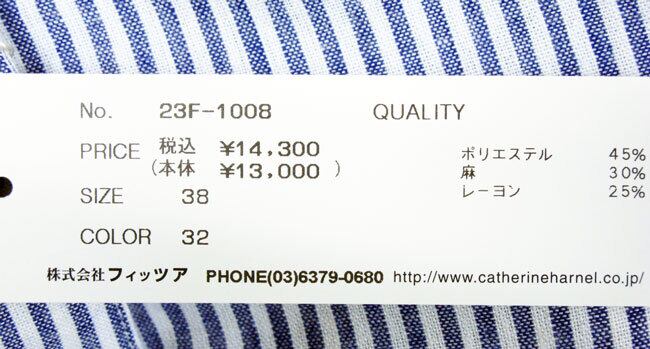 No. 23F-1008 QUALITY
PRICE 税込 ¥14,300
(本体 ¥13,000 )
ポリエステル 45%
麻 30%
レーヨン 25%
SIZE 38
COLOR 32
株式会社フィッツア PHONE(03)6379-0680 http://www.catherineharnel.co.jp/